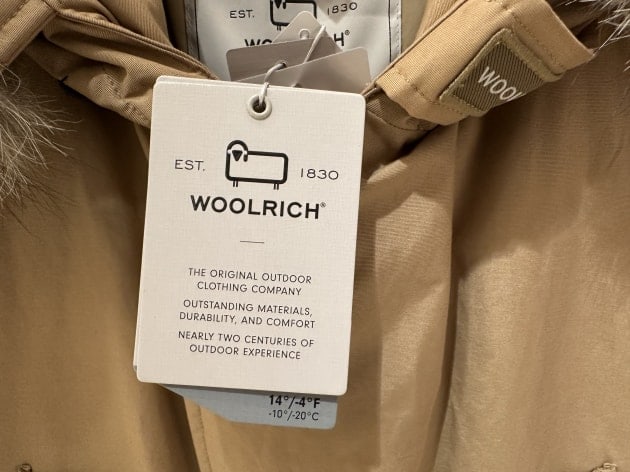 EST. 1830
EST. 1830
WOOLRICH®
THE ORIGINAL OUTDOOR
CLOTHING COMPANY
OUTSTANDING MATERIALS,
DURABILITY, AND COMFORT
NEARLY TWO CENTURIES OF
OUTDOOR EXPERIENCE
14°/-4°F
-10°/-20°C